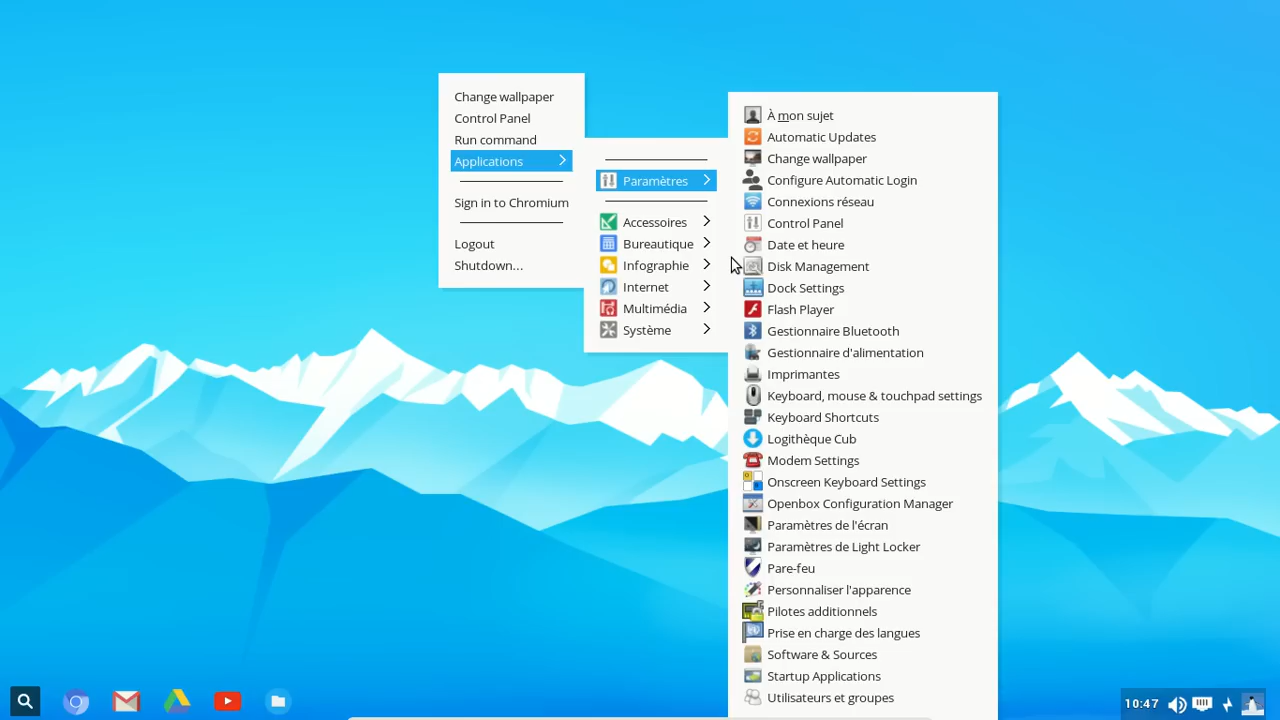 Change wallpaper
Control Panel
Run command
Applications
Sign in to Chromium
Logout
Shutdown...
Paramètres
Accessoires
Bureautique
Infographie
Internet
Multimédia
Système
À mon sujet
Automatic Updates
Change wallpaper
Configure Automatic Login
Connexions réseau
Control Panel
Date et heure
Disk Management
Dock Settings
Flash Player
Gestionnaire Bluetooth
Gestionnaire d'alimentation
Imprimantes
Keyboard, mouse & touchpad settings
Keyboard Shortcuts
Logithèque Cub
Modem Settings
Onscreen Keyboard Settings
Openbox Configuration Manager
Paramètres de l'écran
Paramètres de Light Locker
Pare-feu
Personnaliser l'apparence
Pilotes additionnels
Prise en charge des langues
Software & Sources
Startup Applications
Utilisateurs et groupes
10:47